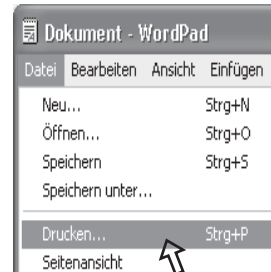 Dokument - WordPad
Datei Bearbeiten Ansicht Einfügen
Neu... Strg+N
Öffnen... Strg+O
Speichern Strg+S
Speichern unter...
Drucken... Strg+P
Seitenansicht